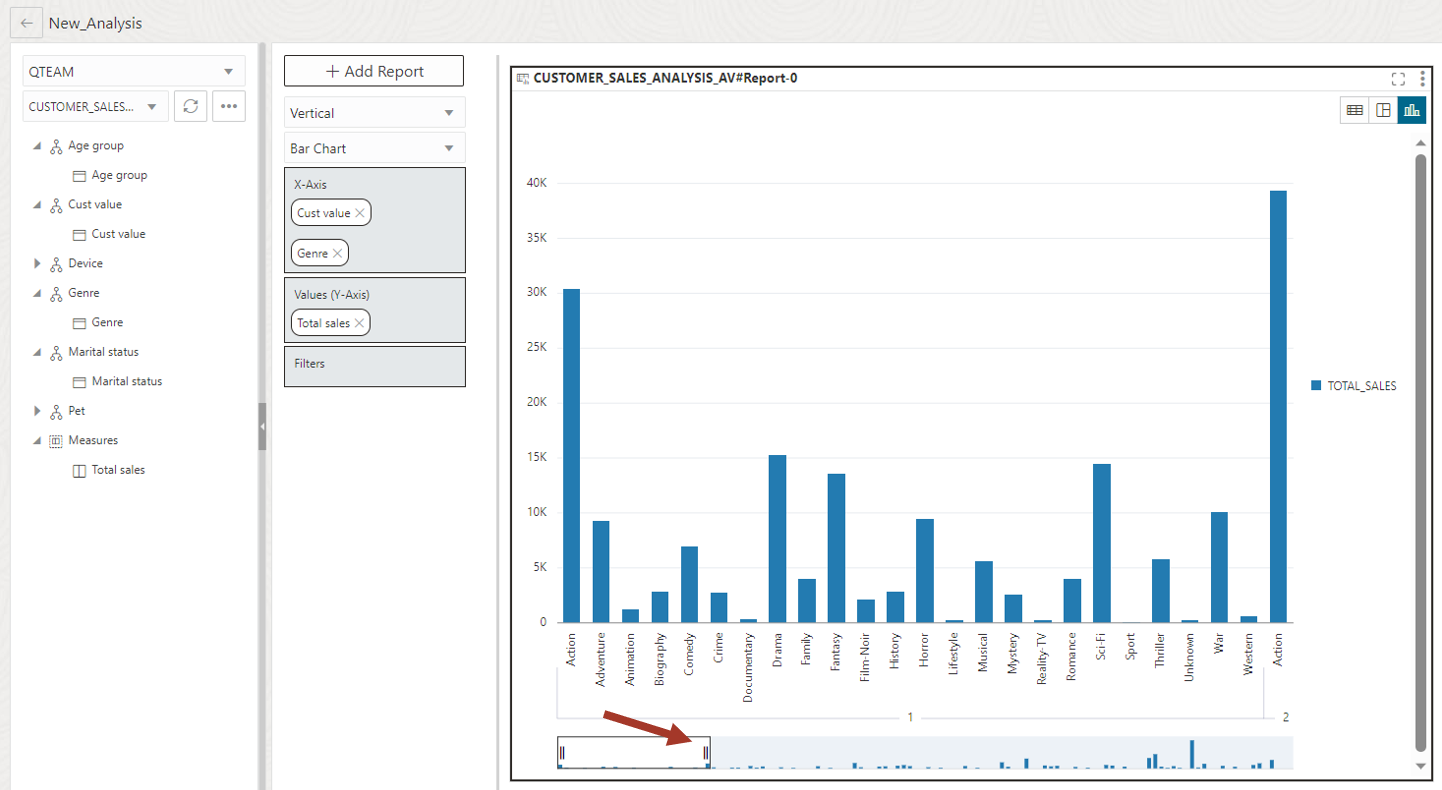 New_Analysis
QTEAM
CUSTOMER_SALES...
Age group
Age group
Cust value
Cust value
Device
Genre
Genre
Marital status
Marital status
Pet
Measures
Total sales
+ Add Report
Vertical
Bar Chart
X-Axis
Cust value
Genre
Values (Y-Axis)
Total sales
Filters
CUSTOMER_SALES_ANALYSIS_AV#Report-0
40K
35K
30K
25K
20K
15K
10K
5K
0
TOTAL_SALES
Action
Adventure
Animation
Biography
Comedy
Crime
Documentary
Drama
Family
Fantasy
Film-Noir
History
Horror
Lifestyle
Musical
Mystery
Reality-TV
Romance
Sci-Fi
Sport
Thriller
Unknown
War
Western
Action
1
2